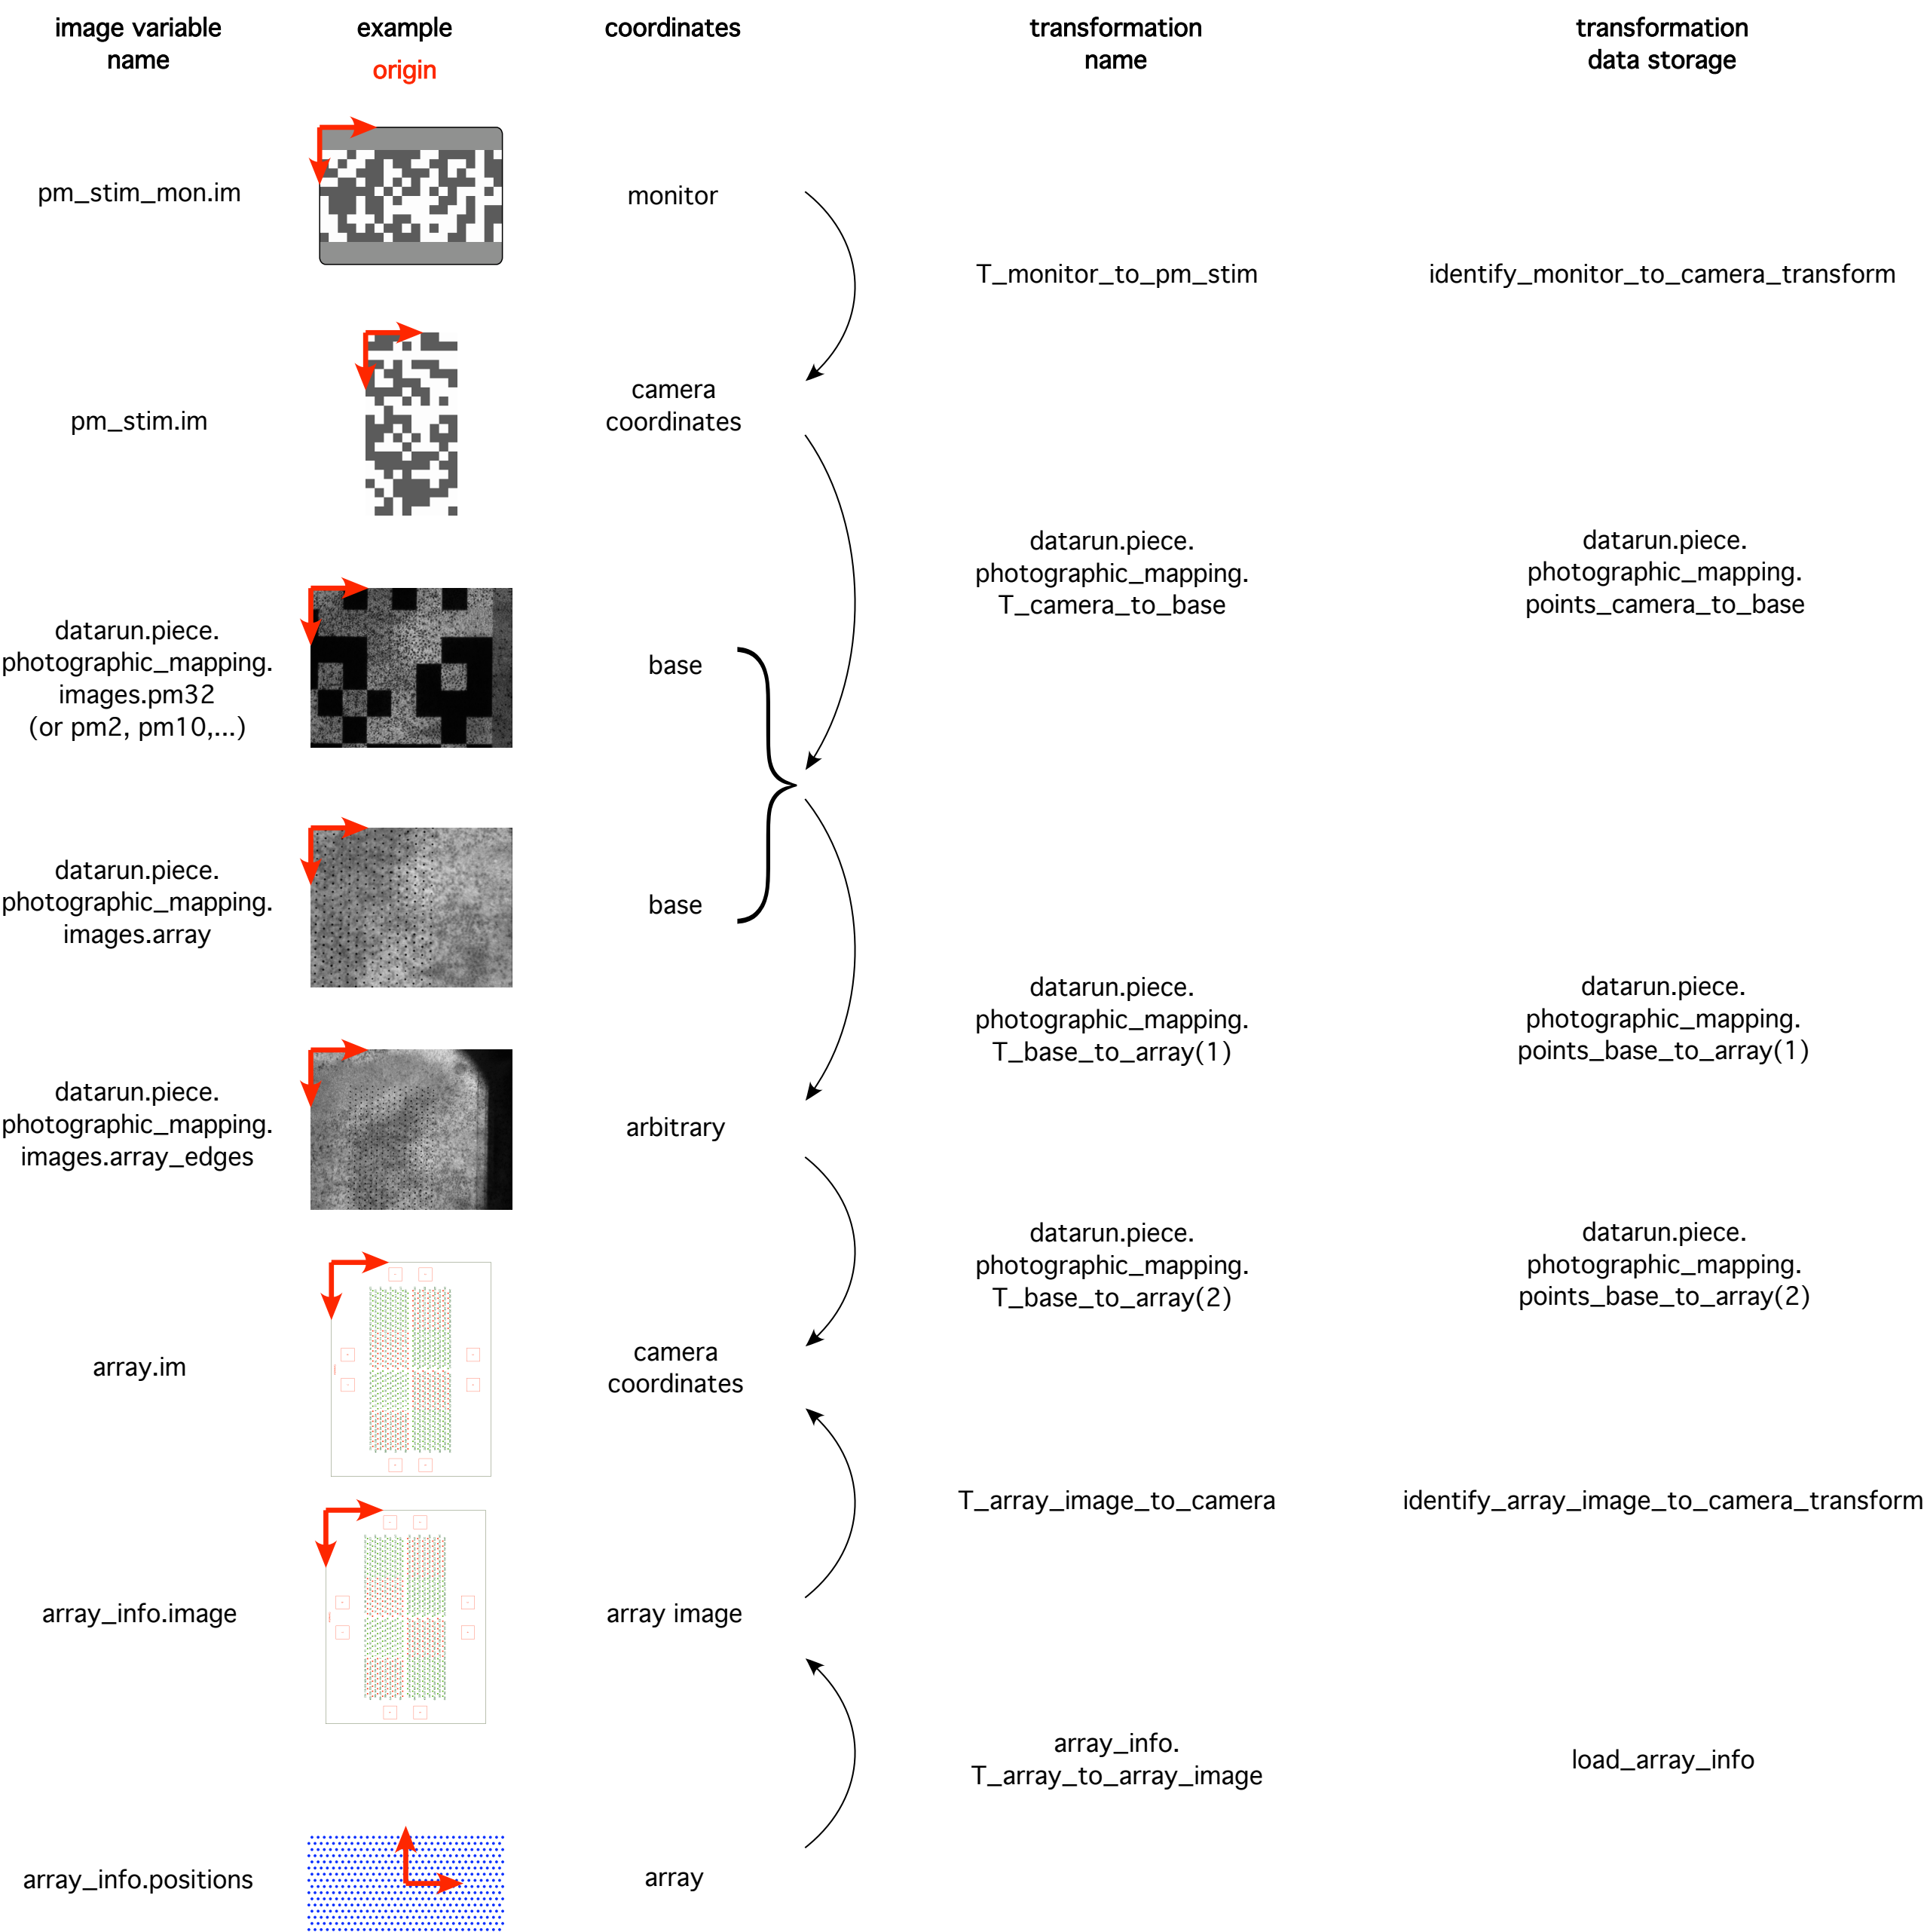 image variable
name
example
origin
coordinates
transformation
name
transformation
data storage
pm_stim_mon.im
monitor
T_monitor_to_pm_stim
identify_monitor_to_camera_transform
pm_stim.im
camera
coordinates
datarun.piece.
photographic_mapping.
T_camera_to_base
datarun.piece.
photographic_mapping.
points_camera_to_base
datarun.piece.
photographic_mapping.
images.pm32
(or pm2, pm10,...)
base
datarun.piece.
photographic_mapping.
images.array
base
datarun.piece.
photographic_mapping.
T_base_to_array(1)
datarun.piece.
photographic_mapping.
points_base_to_array(1)
datarun.piece.
photographic_mapping.
images.array_edges
arbitrary
datarun.piece.
photographic_mapping.
T_base_to_array(2)
datarun.piece.
photographic_mapping.
points_base_to_array(2)
array.im
camera
coordinates
T_array_image_to_camera
identify_array_image_to_camera_transform
array_info.image
array image
array_info.
T_array_to_array_image
load_array_info
array_info.positions
array